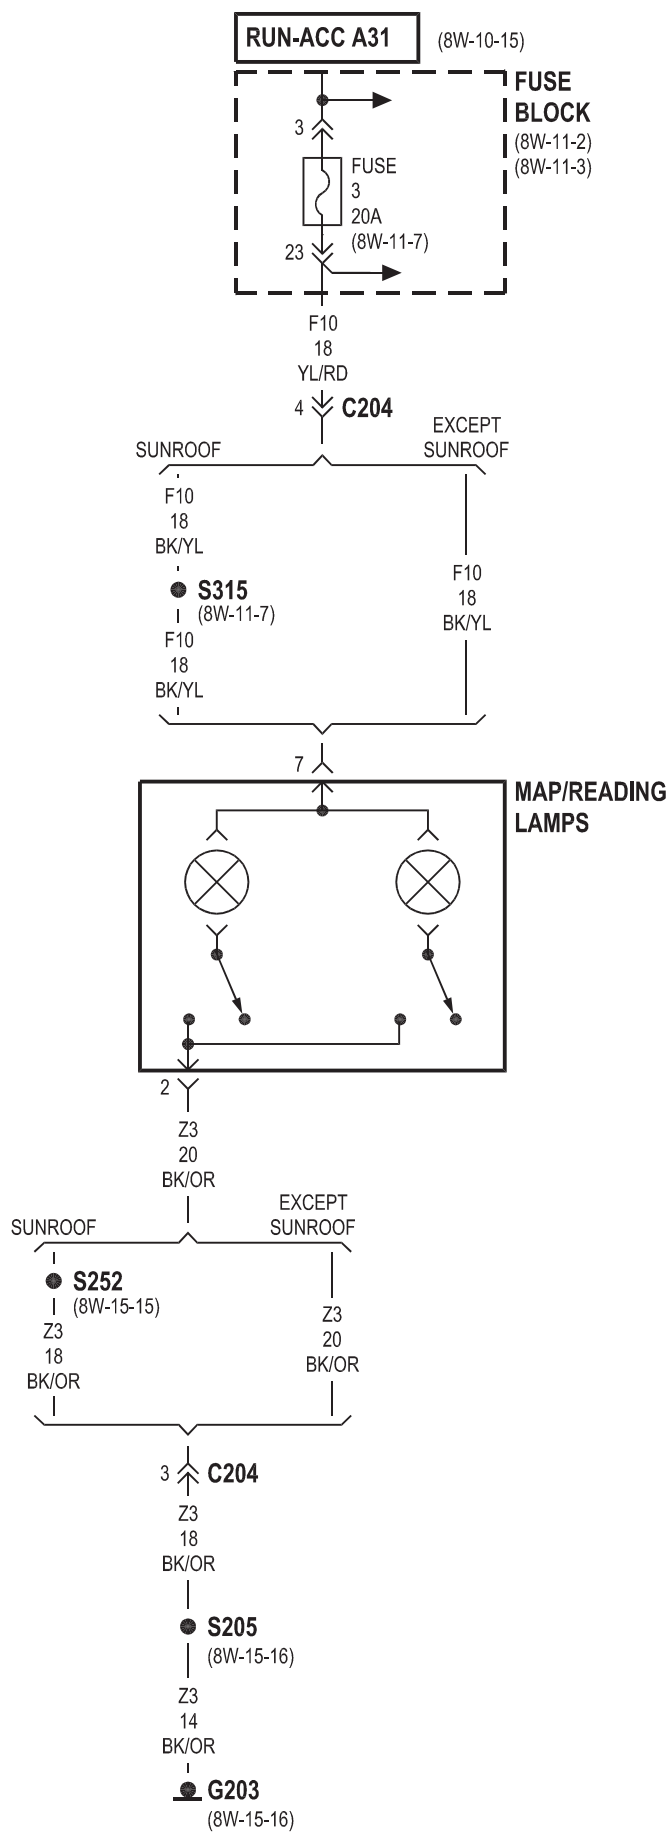 RUN-ACC A31
(8W-10-15)
FUSE
BLOCK
(8W-11-2)
(8W-11-3)
3
FUSE
3
20A
(8W-11-7)
23
F10
18
YL/RD
4
C204
SUNROOF
EXCEPT
SUNROOF
F10
18
BK/YL
S315
(8W-11-7)
F10
18
BK/YL
F10
18
BK/YL
7
MAP/READING
LAMPS
2
Z3
20
BK/OR
SUNROOF
EXCEPT
SUNROOF
S252
(8W-15-15)
Z3
18
BK/OR
Z3
20
BK/OR
3
C204
Z3
18
BK/OR
S205
(8W-15-16)
Z3
14
BK/OR
G203
(8W-15-16)